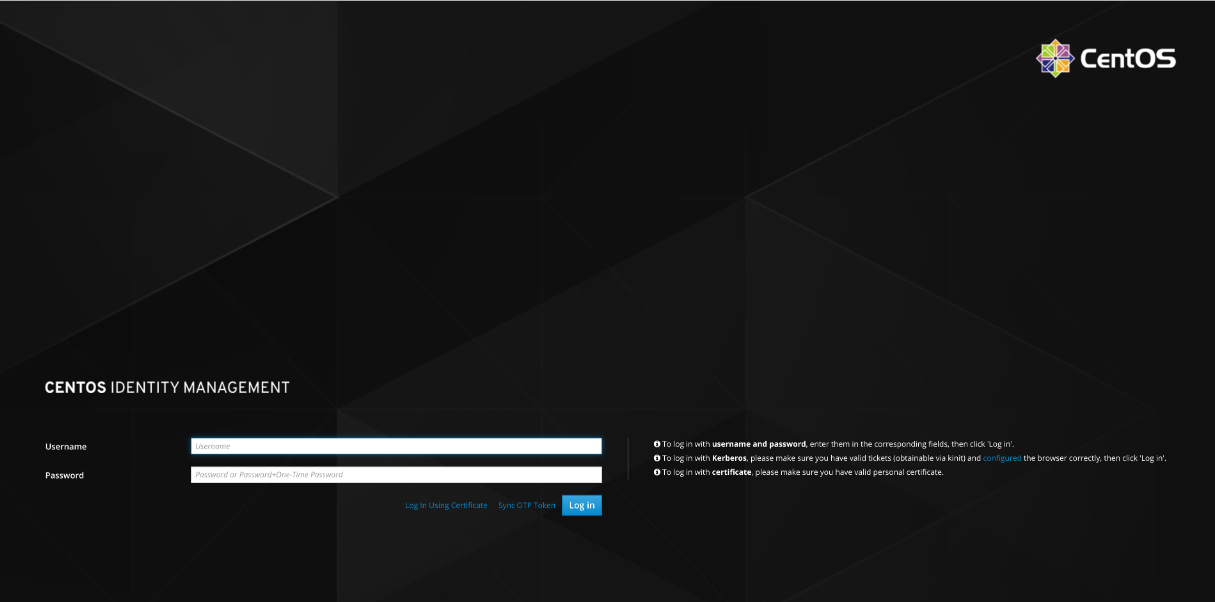 CentOS
CENTOS IDENTITY MANAGEMENT
Username
Username
Password
Password or Password+One-Time Password
Log In Using Certificate Sync OTP Token Log in
To log in with username and password, enter them in the corresponding fields, then click 'Log in'.
To log in with Kerberos, please make sure you have valid tickets (obtainable via kinit) and configured the browser correctly, then click 'Log in'.
To log in with certificate, please make sure you have valid personal certificate.